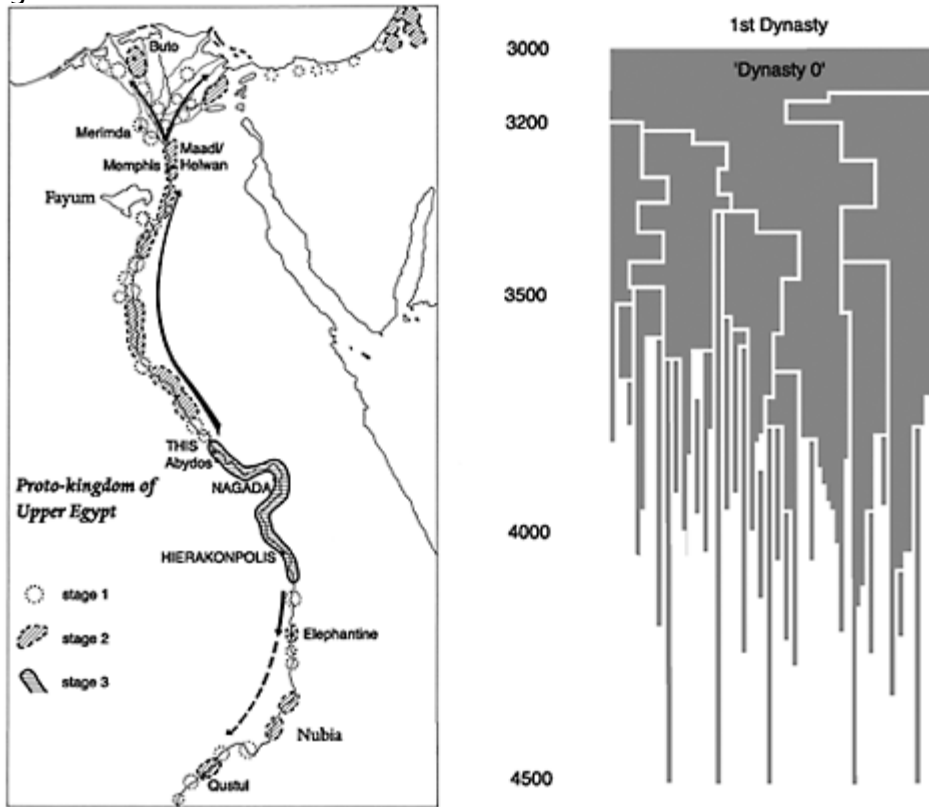 Buto
Merimda
Maadi/
Helwan
Memphis
Fayum
THIS
Abydos
NAGADA
Proto-kingdom of
Upper Egypt
HIERAKONPOLIS
stage 1
stage 2
stage 3
Elephantine
Nubia
Qustul
1st Dynasty
3000
'Dynasty 0'
3200
3500
4000
4500